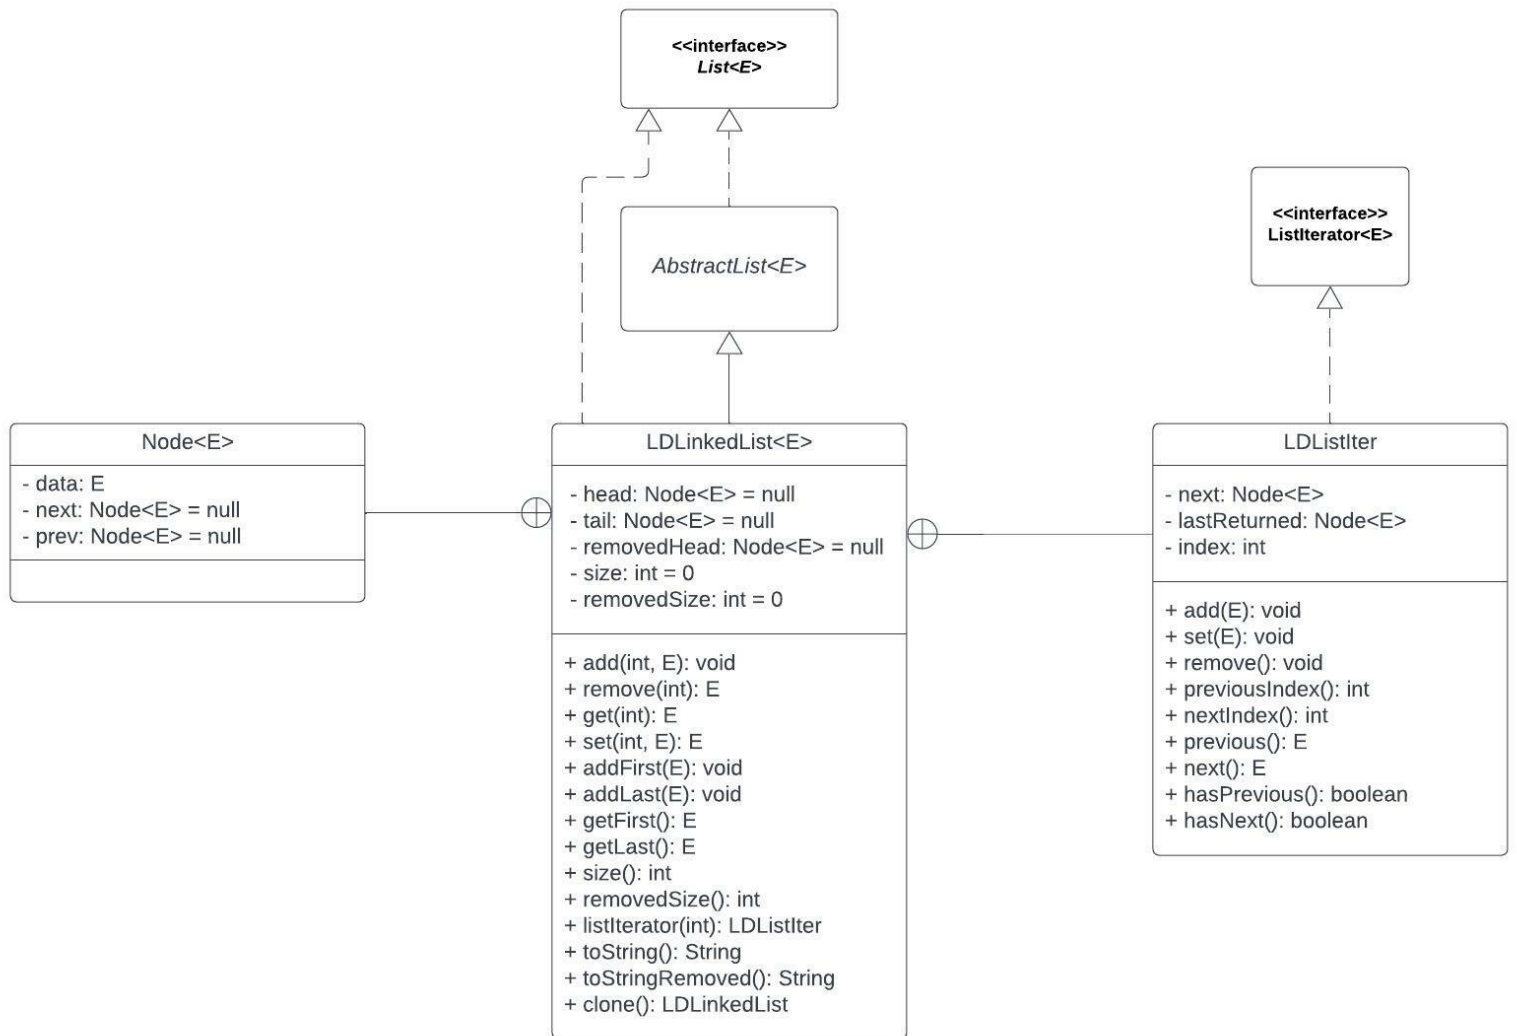 <<interface>>
List<E>
<<interface>>
ListIterator<E>
AbstractList<E>
Node<E>
- data: E
- next: Node<E> = null
- prev: Node<E> = null
LDLinkedList<E>
- head: Node<E> = null
- tail: Node<E> = null
- removedHead: Node<E> = null
- size: int = 0
- removedSize: int = 0
+ add(int, E): void
+ remove(int): E
+ get(int): E
+ set(int, E): E
+ addFirst(E): void
+ addLast(E): void
+ getFirst(): E
+ getLast(): E
+ size(): int
+ removedSize(): int
+ listIterator(int): LDListIter
+ toString(): String
+ toStringRemoved(): String
+ clone(): LDLinkedList
LDListIter
- next: Node<E>
- lastReturned: Node<E>
- index: int
+ add(E): void
+ set(E): void
+ remove(): void
+ previousIndex(): int
+ nextIndex(): int
+ previous(): E
+ next(): E
+ hasPrevious(): boolean
+ hasNext(): boolean